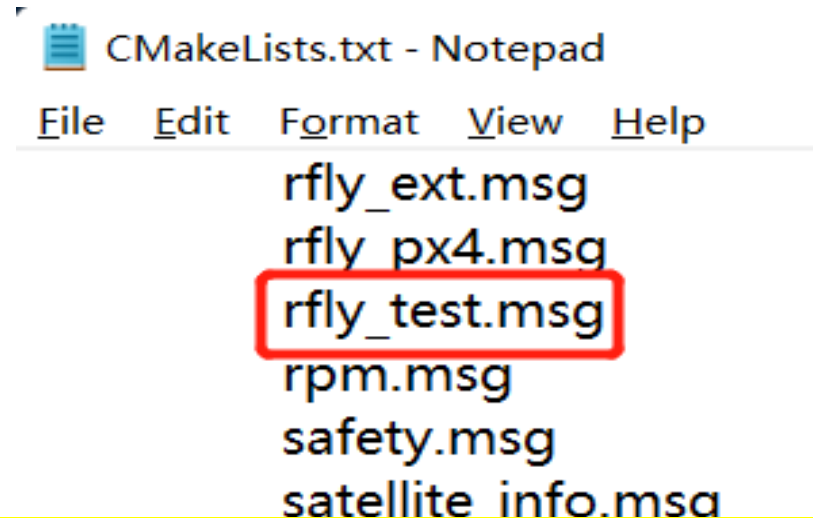 CMakeLists.txt - Notepad
File Edit Format View Help
rfly_ext.msg
rfly_px4.msg
rfly_test.msg
rpm.msg
safety.msg
satellite_info.msg